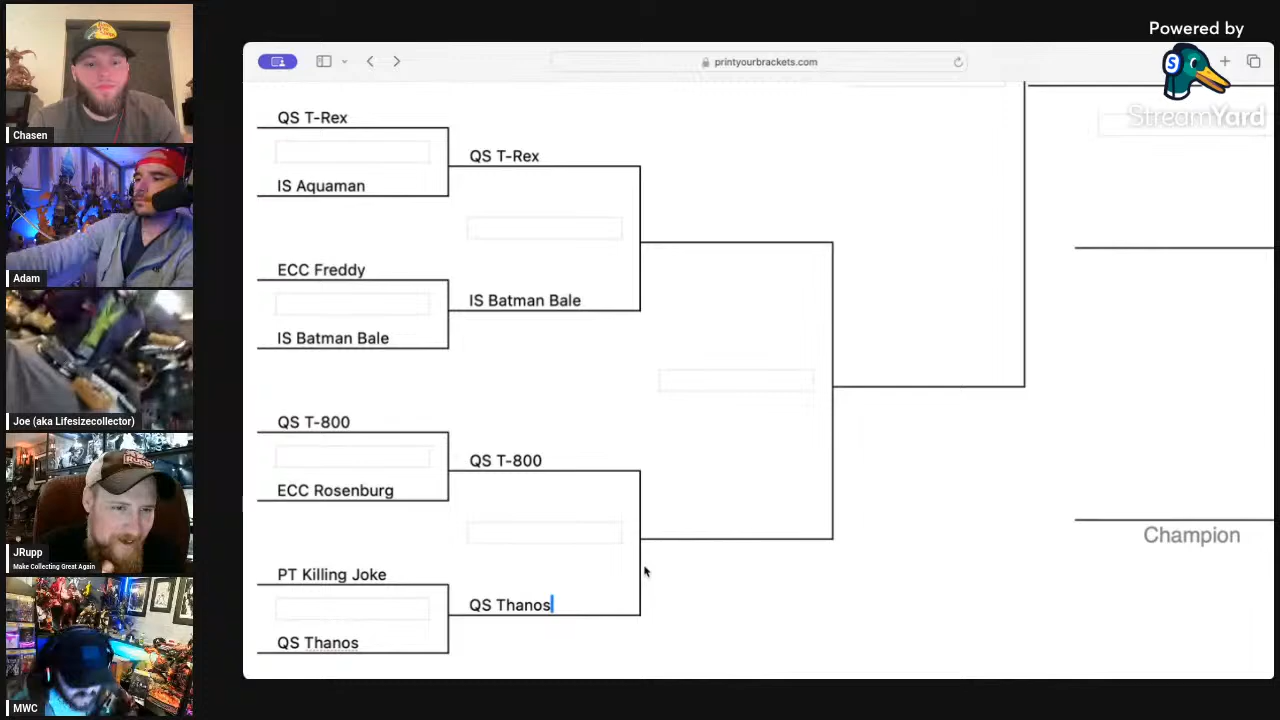 Powered by
StreamYard
printyourbrackets.com
Chasen
Adam
Joe (aka Lifesizecollector)
JRupp
Make Collecting Great Again
MWC
QS T-Rex
IS Aquaman
ECC Freddy
IS Batman Bale
QS T-800
ECC Rosenburg
PT Killing Joke
QS Thanos
QS T-Rex
IS Batman Bale
QS T-800
QS Thanos
Champion